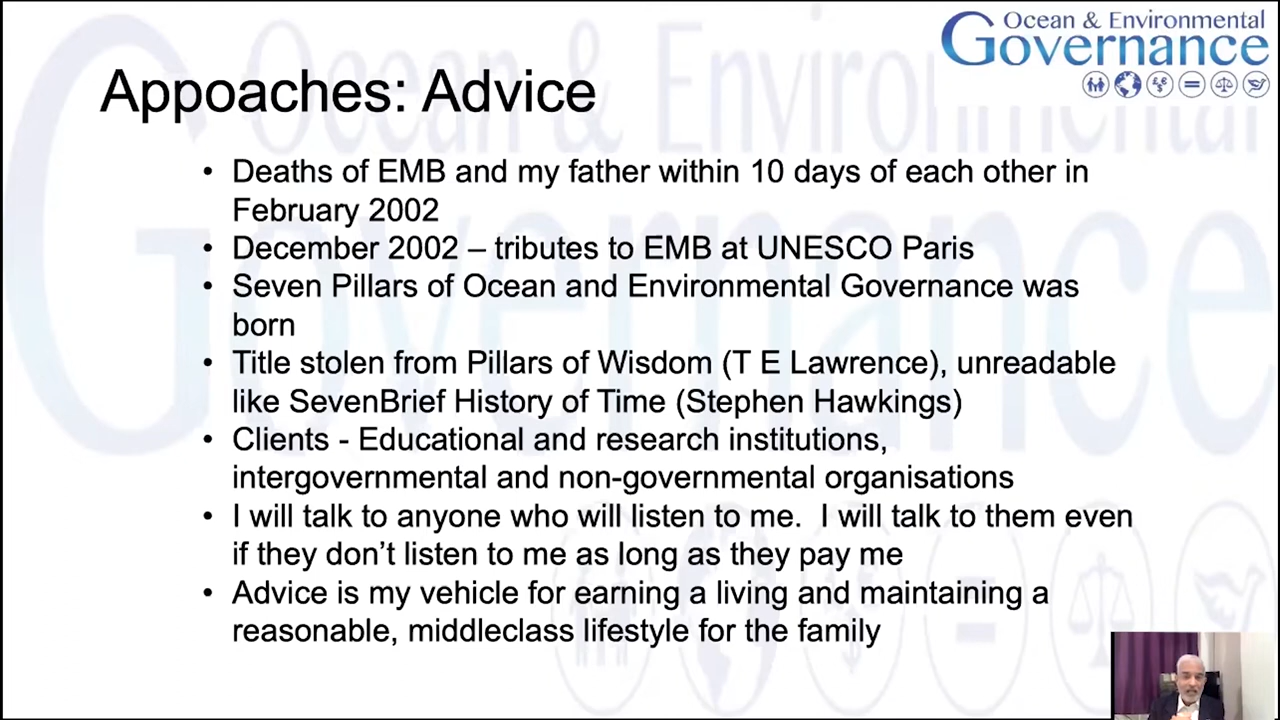 Ocean & Environmental
Governance
Appoaches: Advice
• Deaths of EMB and my father within 10 days of each other in
February 2002
• December 2002 – tributes to EMB at UNESCO Paris
• Seven Pillars of Ocean and Environmental Governance was
born
• Title stolen from Pillars of Wisdom (T E Lawrence), unreadable
like SevenBrief History of Time (Stephen Hawkings)
• Clients - Educational and research institutions,
intergovernmental and non-governmental organisations
• I will talk to anyone who will listen to me.  I will talk to them even
if they don’t listen to me as long as they pay me
• Advice is my vehicle for earning a living and maintaining a
reasonable, middleclass lifestyle for the family